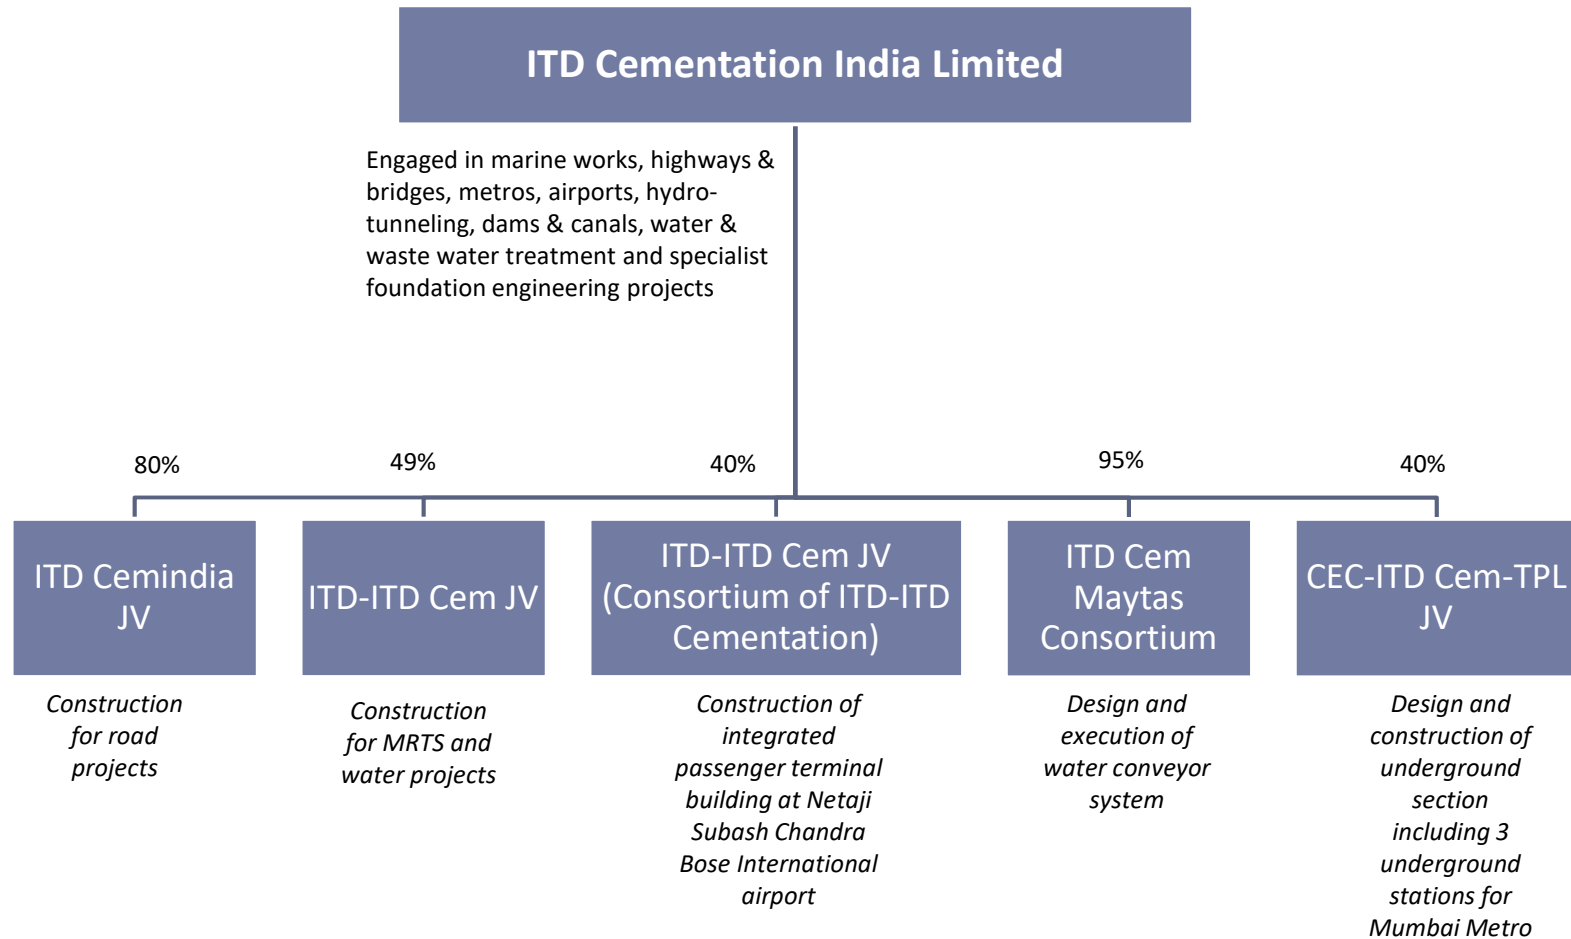 ITD Cementation India Limited
Engaged in marine works, highways &
bridges, metros, airports, hydro-
tunneling, dams & canals, water &
waste water treatment and specialist
foundation engineering projects
80%
49%
40%
95%
40%
ITD Cemindia
JV
ITD-ITD Cem JV
ITD-ITD Cem JV
(Consortium of ITD-ITD
Cementation)
ITD Cem
Maytas
Consortium
CEC-ITD Cem-TPL
JV
Construction
for road
projects
Construction
for MRTS and
water projects
Construction of
integrated
passenger terminal
building at Netaji
Subash Chandra
Bose International
airport
Design and
execution of
water conveyor
system
Design and
construction of
underground
section
including 3
underground
stations for
Mumbai Metro